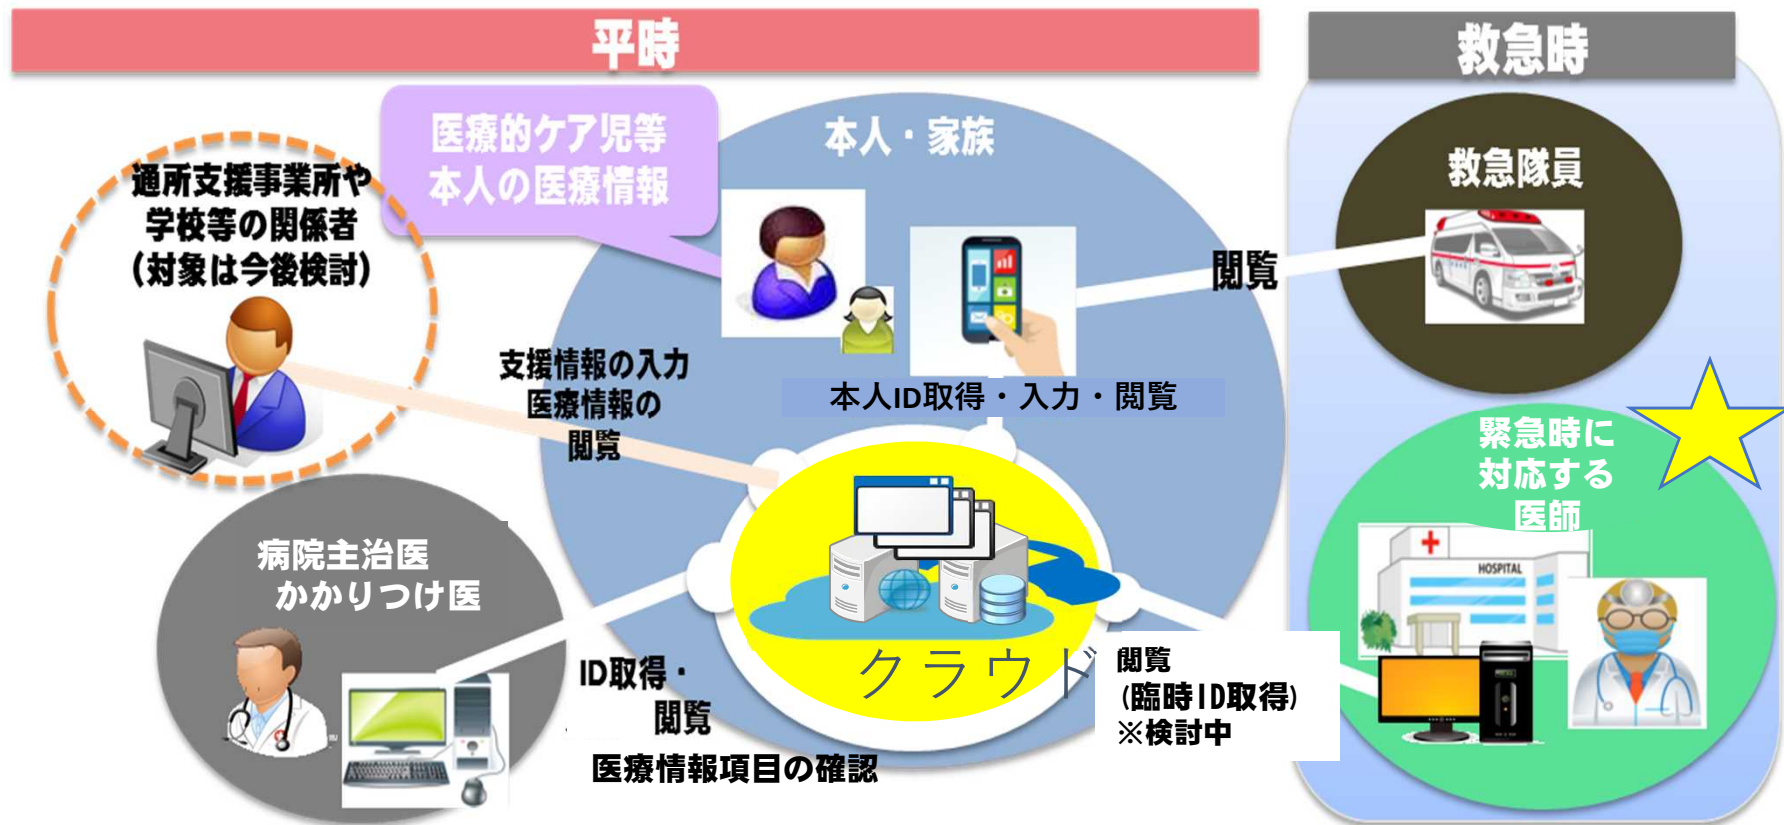 平時
救急時
医療的ケア児等
本人の医療情報
本人・家族
通所支援事業所や
学校等の関係者
(対象は今後検討)
救急隊員
閲覧
支援情報の入力
医療情報の
閲覧
本人ID取得・入力・閲覧
緊急時に
対応する
医師
HOSPITAL
病院主治医
かかりつけ医
クラウド
ID取得・
閲覧
医療情報項目の確認
閲覧
(臨時ID取得)
※検討中